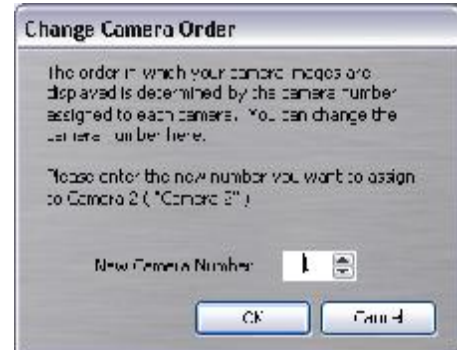 Change Camera Order
The order in which your camera images are
displayed is determined by the camera number
assigned to each camera. You can change the
camera number here.
Please enter the new number you want to assign
to Camera 2 ( "Camera 2" )
New Camera Number
OK
Cancel